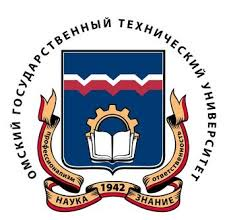 ОМСКИЙ ГОСУДАРСТВЕННЫЙ ТЕХНИЧЕСКИЙ УНИВЕРСИТЕТ
профессионализм
ответственность
НАУКА
1942
ЗНАНИЕ